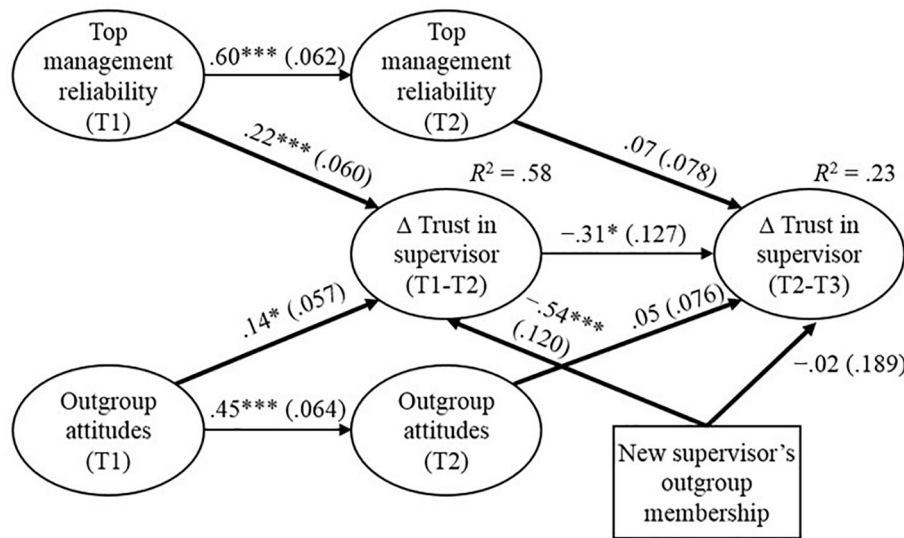 Top
management
reliability
(T1)
.60*** (.062)
Top
management
reliability
(T2)
.22*** (.060)
.07 (.078)
R² = .58
R² = .23
Δ Trust in
supervisor
(T1-T2)
−.31* (.127)
Δ Trust in
supervisor
(T2-T3)
.14* (.057)
−.54***
(.120)
.05 (.076)
−.02 (.189)
Outgroup
attitudes
(T1)
.45*** (.064)
Outgroup
attitudes
(T2)
New supervisor’s
outgroup
membership